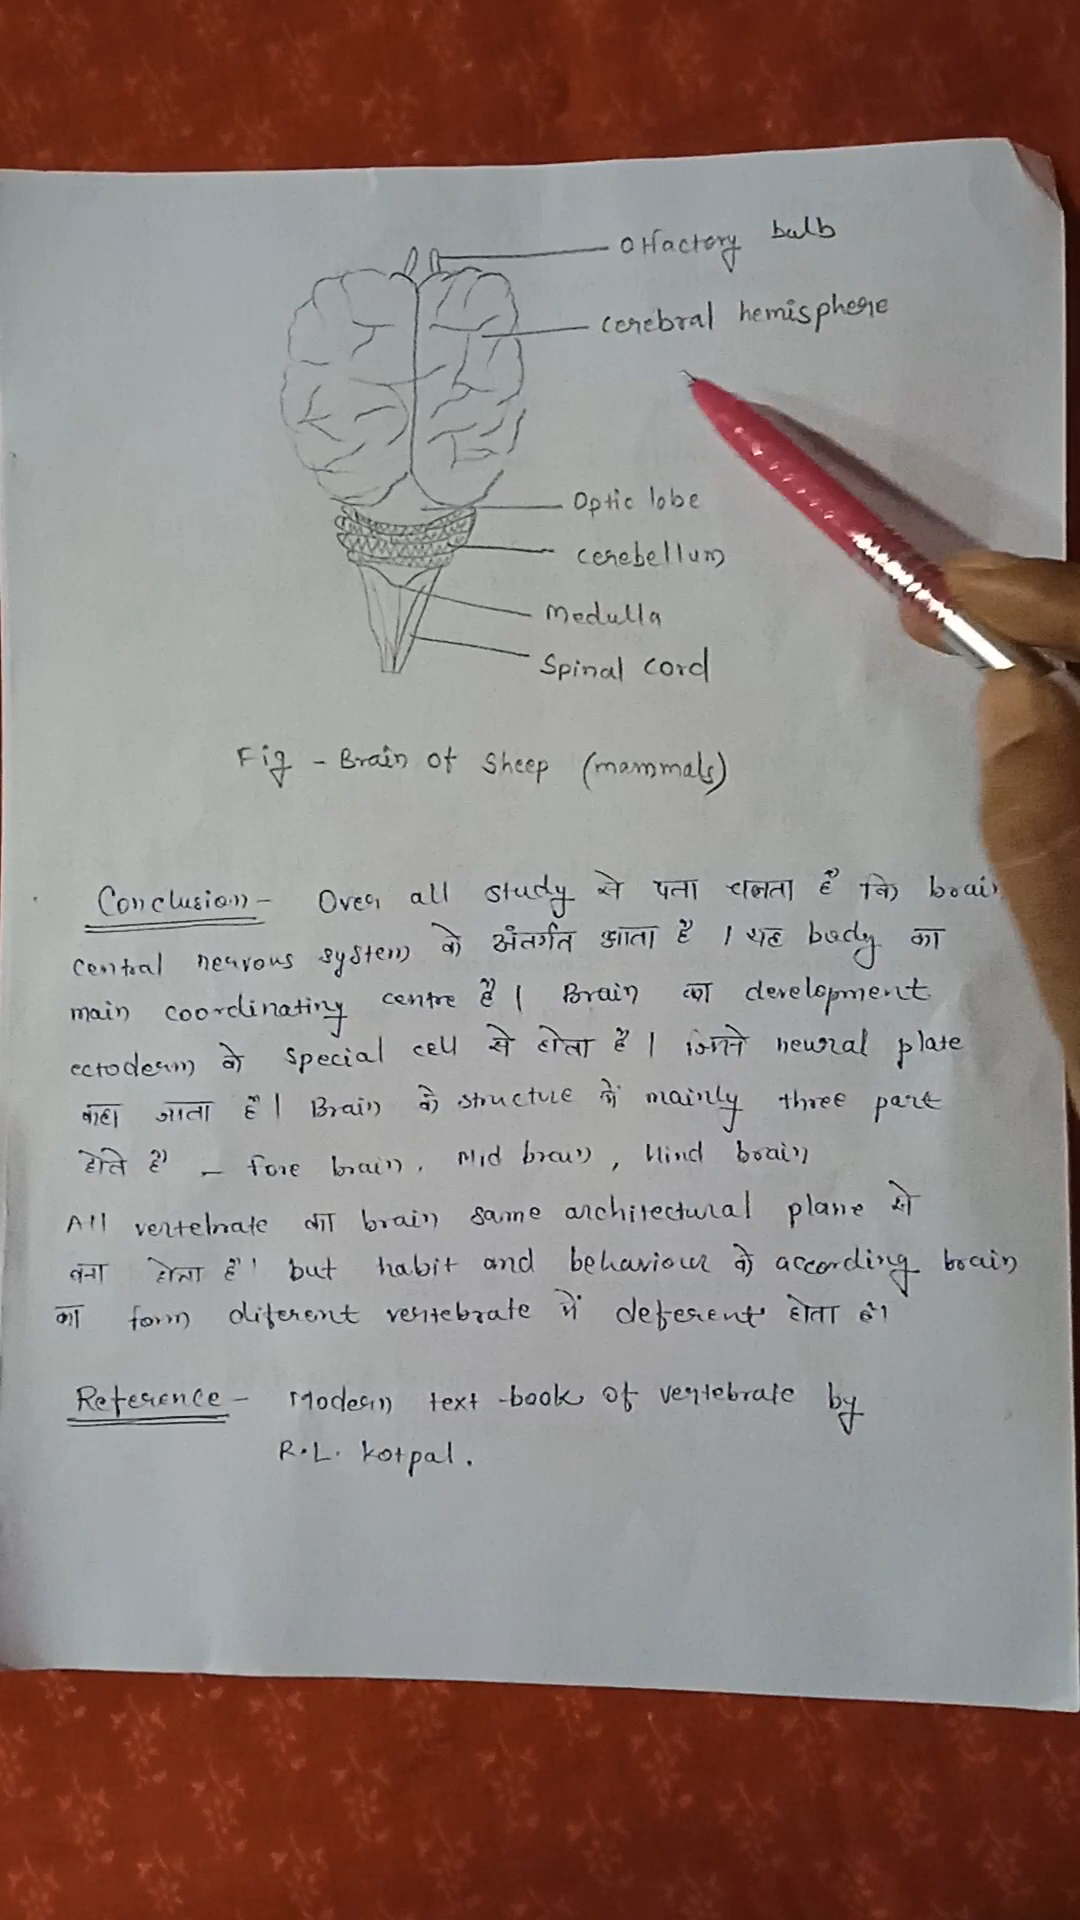 Olfactory bulb
cerebral hemisphere
Optic lobe
cerebellum
Medulla
Spinal cord
Fig - Brain of Sheep (mammals)
Conclusion - Over all study से पता चलता है कि brain
central nervous system के अंतर्गत आता है । यह body का
main coordinating centre है । Brain का development
ectoderm के special cell से होता है । जिसे neural plate
कहा जाता है । Brain के structure में mainly three part
होते है - fore brain, Mid brain, Hind brain
All vertebrate का brain same architectural plane से
बना होता है। but habit and behaviour के according brain
का form diferent vertebrate में deferent होता है।
Reference - Modern text-book of vertebrate by
R.L. kotpal.